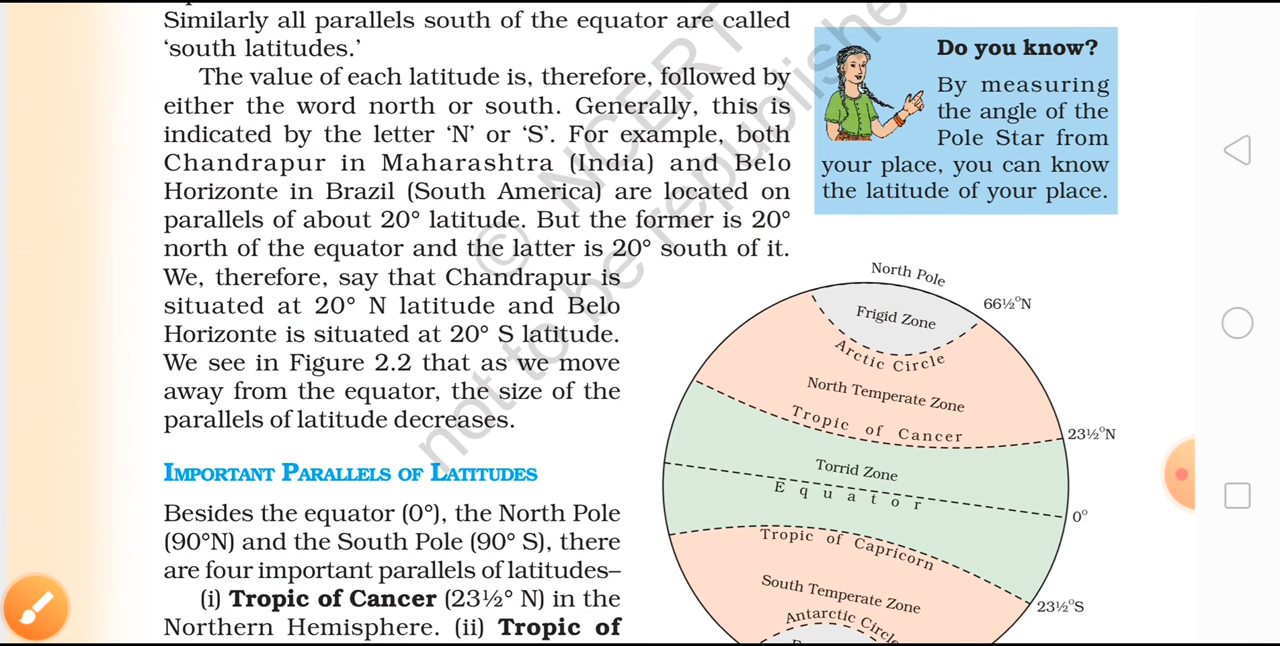 Similarly all parallels south of the equator are called
‘south latitudes.’
The value of each latitude is, therefore, followed by
either the word north or south. Generally, this is
indicated by the letter ‘N’ or ‘S’. For example, both
Chandrapur in Maharashtra (India) and Belo
Horizonte in Brazil (South America) are located on
parallels of about 20° latitude. But the former is 20°
north of the equator and the latter is 20° south of it.
We, therefore, say that Chandrapur is
situated at 20° N latitude and Belo
Horizonte is situated at 20° S latitude.
We see in Figure 2.2 that as we move
away from the equator, the size of the
parallels of latitude decreases.
IMPORTANT PARALLELS OF LATITUDES
Besides the equator (0°), the North Pole
(90°N) and the South Pole (90° S), there
are four important parallels of latitudes–
(i) Tropic of Cancer (23½° N) in the
Northern Hemisphere. (ii) Tropic of
Do you know?
By measuring
the angle of the
Pole Star from
your place, you can know
the latitude of your place.
North Pole
66½°N
Frigid Zone
Arctic Circle
North Temperate Zone
Tropic of Cancer
23½°N
Torrid Zone
Equator
0°
Tropic of Capricorn
South Temperate Zone
23½°S
Antarctic Circle
© NCERT
not to be republishe